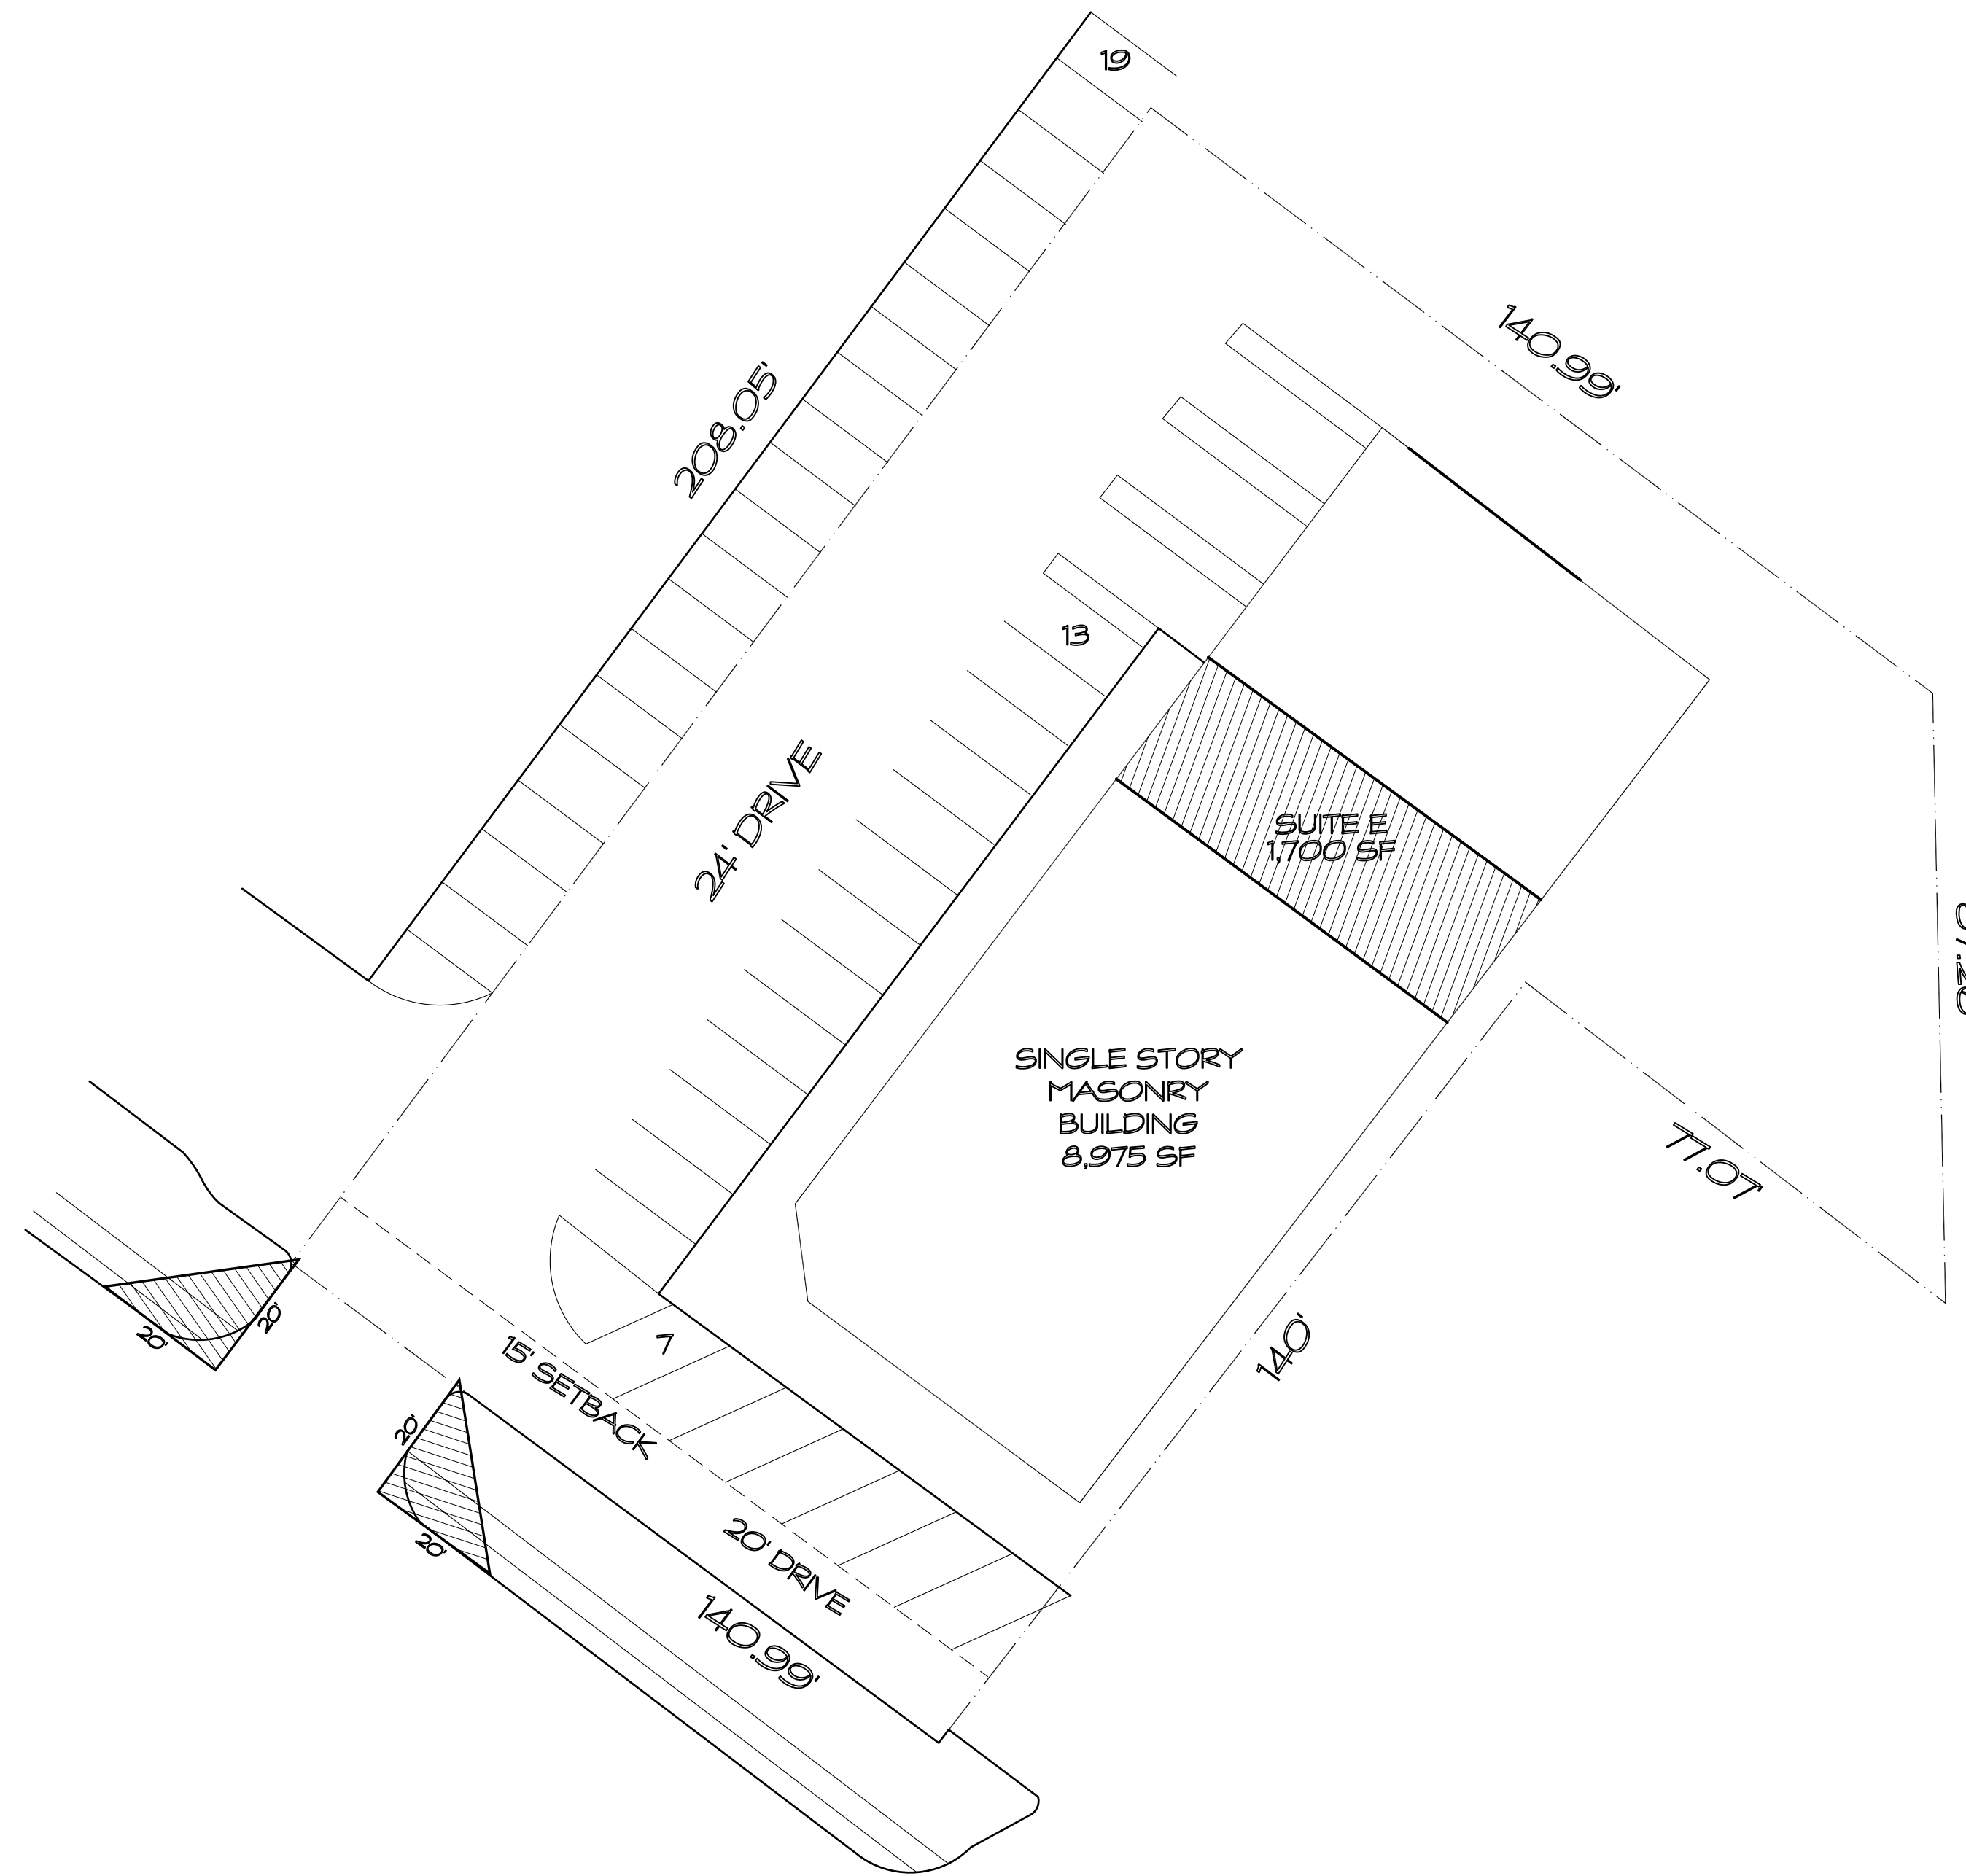 19
140.99'
208.05'
13
24' DRIVE
SUITE E
1,700 SF
SINGLE STORY
MASONRY
BUILDING
8,975 SF
77.07'
140'
20'
20'
7
15' SETBACK
20'
20'
20' DRIVE
140.99'